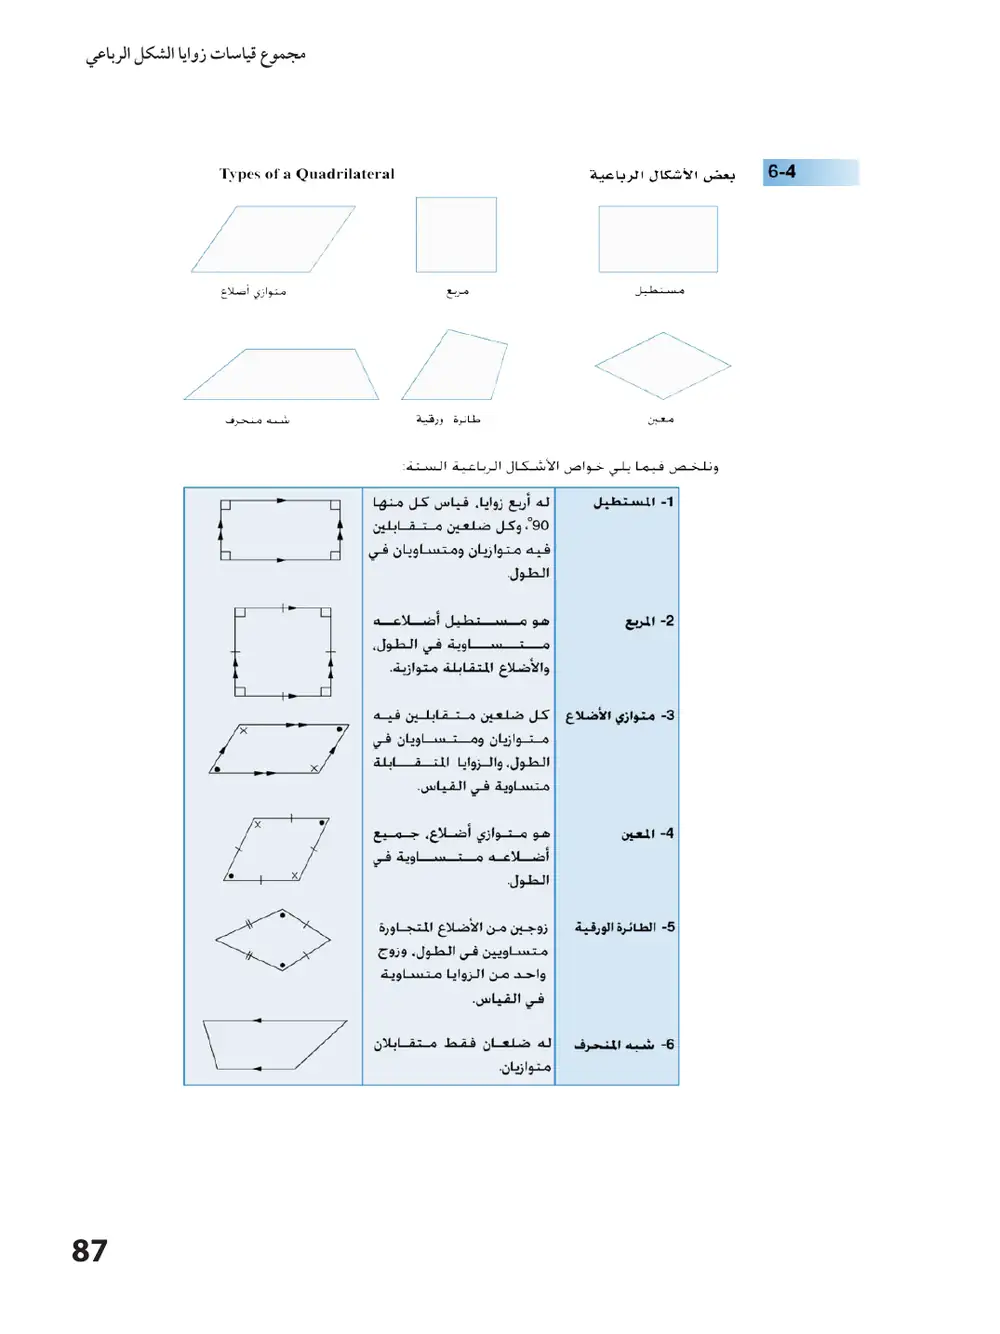 مجموع قياسات زوايا الشكل الرباعي
6-4 بعض الأشكال الرباعية Types of a Quadrilateral
مستطيل مربع متوازي أضلاع
معين طائرة ورقية شبه منحرف
ونلخص فيما يلي خواص الأشكال الرباعية الستة:
1- المستطيل له أربع زوايا، قياس كل منها
90°، وكل ضلعين متقابلين
فيه متوازيان ومتساويان في
الطول.
2- المربع هو مستطيل أضلاعه
متساوية في الطول،
والأضلاع المتقابلة متوازية.
3- متوازي الأضلاع كل ضلعين متقابلين فيه
متوازيان ومتساويان في
الطول، والزوايا المتقابلة
متساوية في القياس.
4- المعين هو متوازي أضلاع، جميع
أضلاعه متساوية في
الطول.
5- الطائرة الورقية زوجين من الأضلاع المتجاورة
متساويين في الطول، وزوج
واحد من الزوايا متساوية
في القياس.
6- شبه المنحرف له ضلعان فقط متقابلان
متوازيان.
87